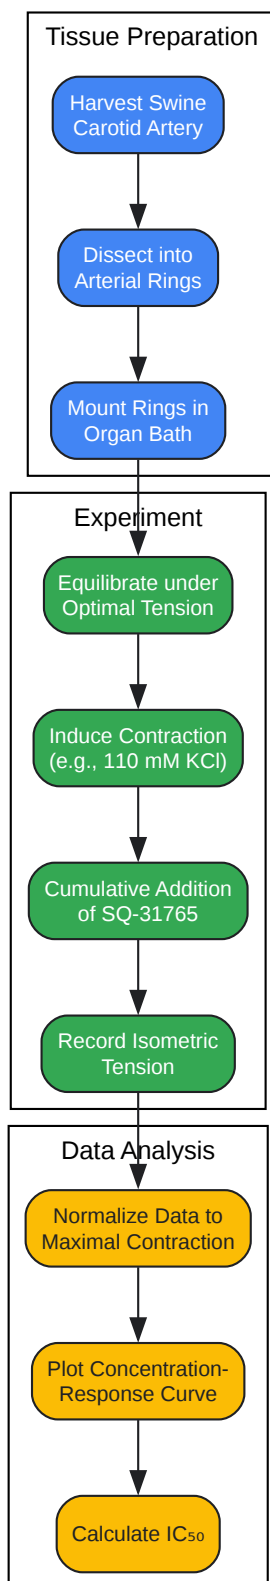 Tissue Preparation
Harvest Swine
Carotid Artery
Dissect into
Arterial Rings
Mount Rings in
Organ Bath
Experiment
Equilibrate under
Optimal Tension
Induce Contraction
(e.g., 110 mM KCl)
Cumulative Addition
of SQ-31765
Record Isometric
Tension
Data Analysis
Normalize Data to
Maximal Contraction
Plot Concentration-
Response Curve
Calculate IC₅₀